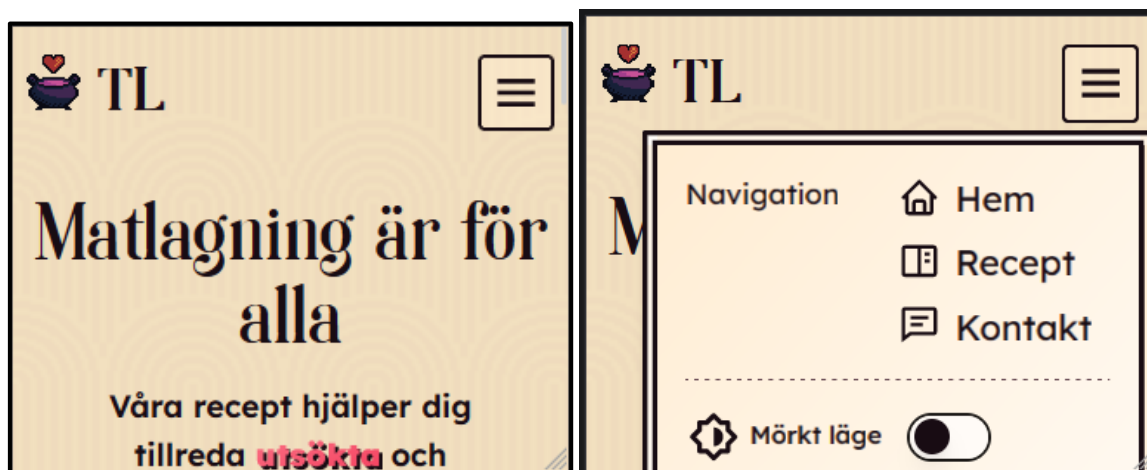 TL
Matlagning är för
alla
Våra recept hjälper dig
tillreda utsökta och
TL
M
Navigation
Hem
Recept
Kontakt
Mörkt läge